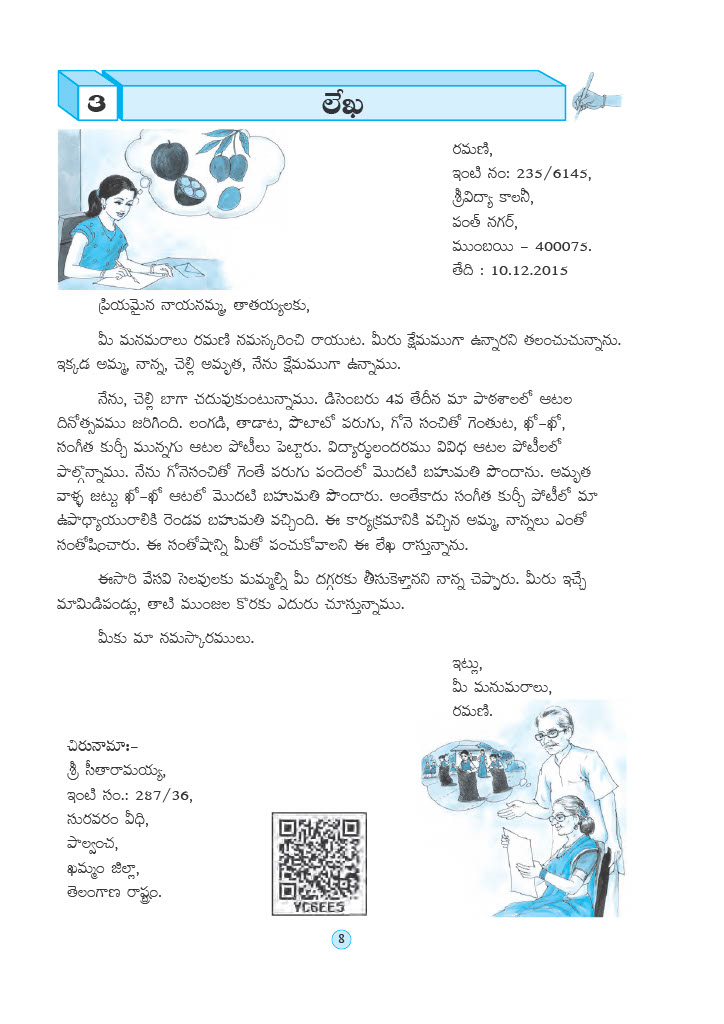 3
లేఖ
రమణి,
ఇంటి నం: 235/6145,
శ్రీవిద్యా కాలనీ,
పంత్ నగర్,
ముంబయి – 400075.
తేది : 10.12.2015
ప్రియమైన నాయనమ్మ, తాతయ్యలకు,
మీ మనమరాలు రమణి నమస్కరించి రాయుట. మీరు క్షేమముగా ఉన్నారని తలంచుచున్నాను.
ఇక్కడ అమ్మ, నాన్న, చెల్లి అమృత, నేను క్షేమముగా ఉన్నాము.
నేను, చెల్లి బాగా చదువుకుంటున్నాము. డిసెంబరు 4వ తేదీన మా పాఠశాలలో ఆటల
దినోత్సవము జరిగింది. లంగడి, తాడాట, పొటాటో పరుగు, గోనె సంచితో గెంతుట, ఖో–ఖో,
సంగీత కుర్చీ మున్నగు ఆటల పోటీలు పెట్టారు. విద్యార్థులందరము వివిధ ఆటల పోటీలలో
పాల్గొన్నాము. నేను గోనెసంచితో గెంతే పరుగు పందెంలో మొదటి బహుమతి పొందాను. అమృత
వాళ్ళ జట్టు ఖో–ఖో ఆటలో మొదటి బహుమతి పొందారు. అంతేకాదు సంగీత కుర్చీ పోటీలో మా
ఉపాధ్యాయురాలికి రెండవ బహుమతి వచ్చింది. ఈ కార్యక్రమానికి వచ్చిన అమ్మ, నాన్నలు ఎంతో
సంతోషించారు. ఈ సంతోషాన్ని మీతో పంచుకోవాలని ఈ లేఖ రాస్తున్నాను.
ఈసారి వేసవి సెలవులకు మమ్మల్ని మీ దగ్గరకు తీసుకెళ్తానని నాన్న చెప్పారు. మీరు ఇచ్చే
మామిడిపండ్లు, తాటి ముంజల కొరకు ఎదురు చూస్తున్నాము.
మీకు మా నమస్కారములు.
ఇట్లు,
మీ మనుమరాలు,
రమణి.
చిరునామా:–
శ్రీ సీతారామయ్య,
ఇంటి సం.: 287/36,
సురవరం వీధి,
పాల్వంచ,
ఖమ్మం జిల్లా,
తెలంగాణ రాష్ట్రం.
YC6EE5
8